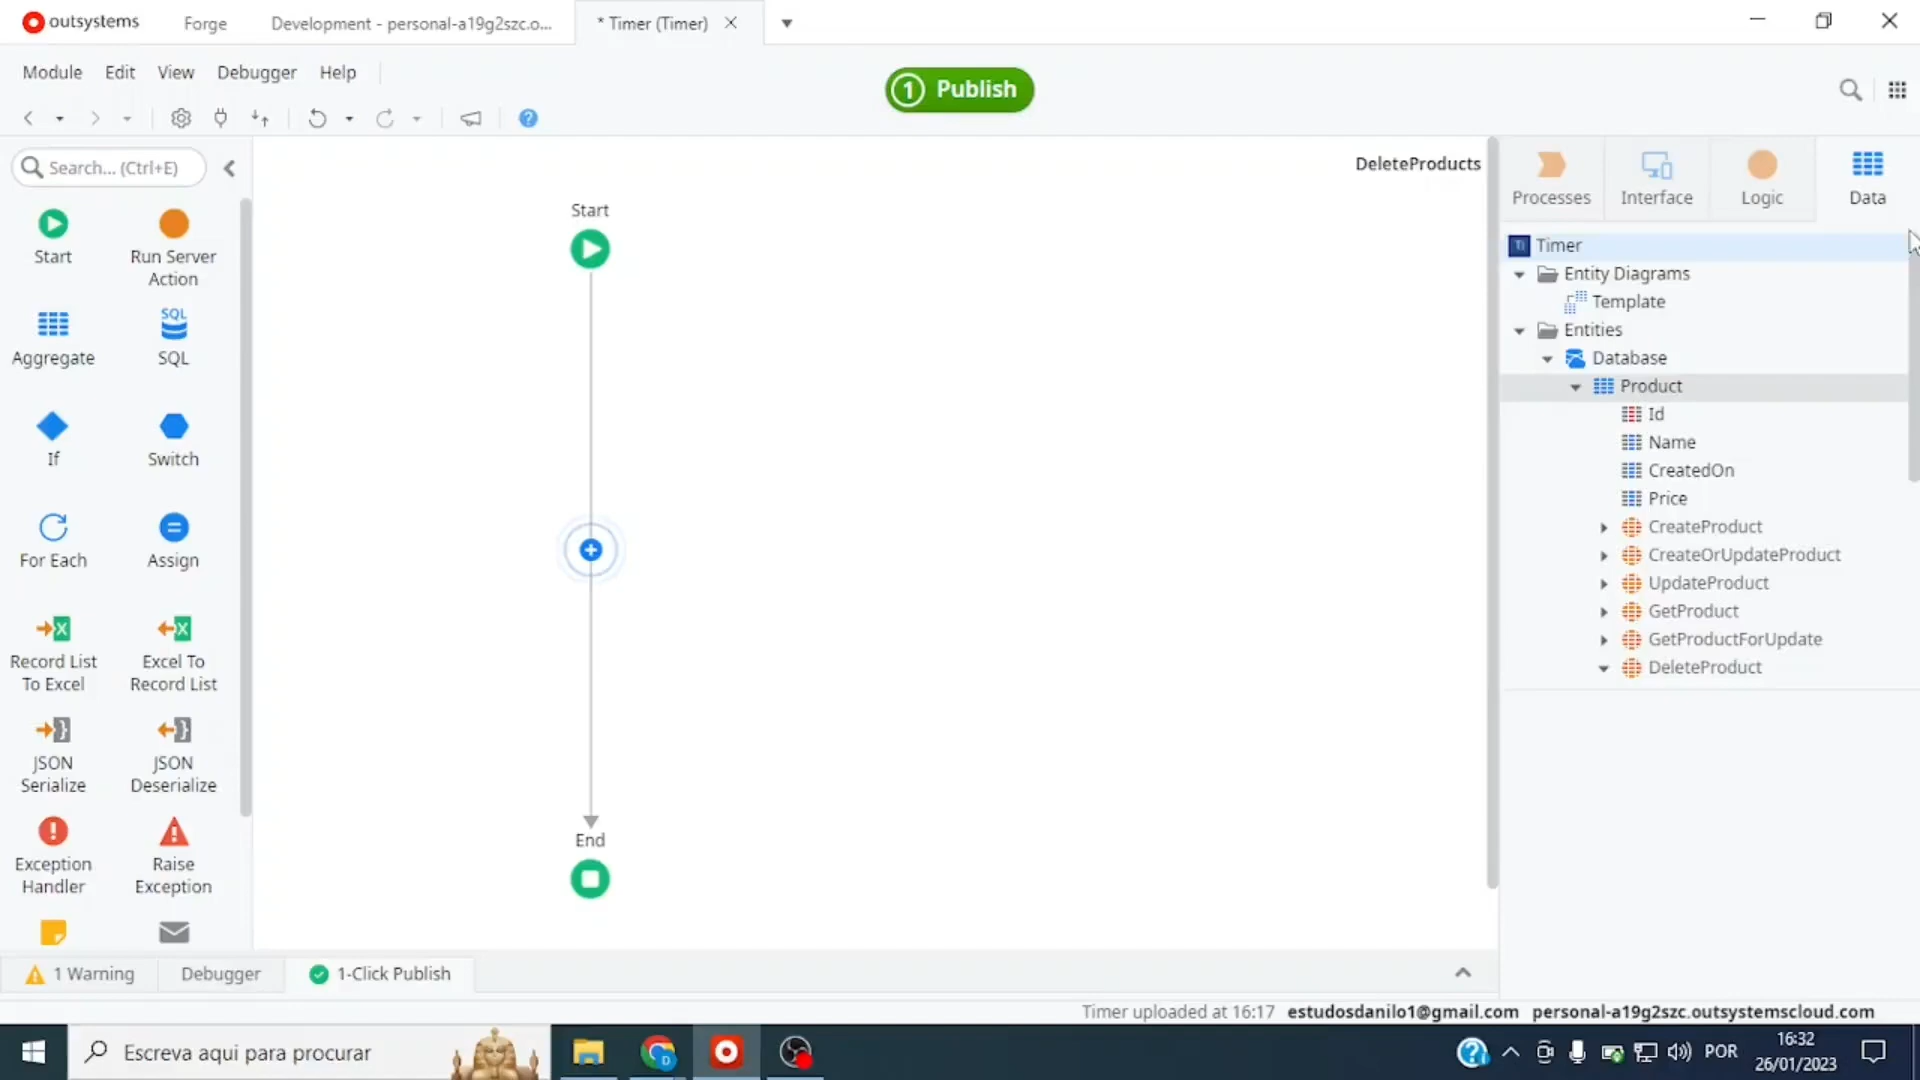 outsystems
Forge
Development - personal-a19g2szc.o...
* Timer (Timer)
Module Edit View Debugger Help
1 Publish
Search... (Ctrl+E)
Start
Run Server
Action
Aggregate
SQL
SQL
If
Switch
For Each
Assign
Record List
To Excel
Excel To
Record List
JSON
Serialize
JSON
Deserialize
Exception
Handler
Raise
Exception
DeleteProducts
Start
End
Processes
Interface
Logic
Data
Timer
Entity Diagrams
Template
Entities
Database
Product
Id
Name
CreatedOn
Price
CreateProduct
CreateOrUpdateProduct
UpdateProduct
GetProduct
GetProductForUpdate
DeleteProduct
1 Warning
Debugger
1-Click Publish
Timer uploaded at 16:17 estudosdanilo1@gmail.com personal-a19g2szc.outsystemscloud.com
Escreva aqui para procurar
POR
16:32
26/01/2023